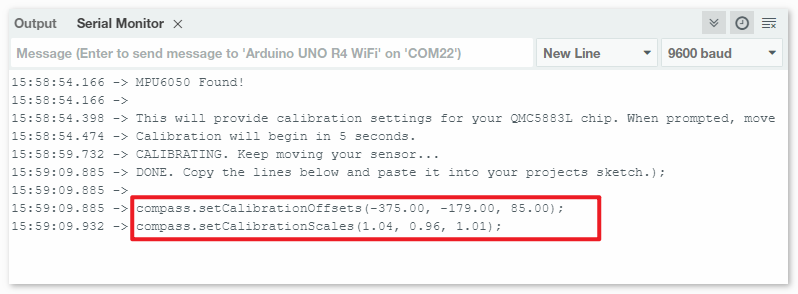 Output Serial Monitor
Message (Enter to send message to 'Arduino UNO R4 WiFi' on 'COM22') New Line 9600 baud
15:58:54.166 -> MPU6050 Found!
15:58:54.166 ->
15:58:54.398 -> This will provide calibration settings for your QMC5883L chip. When prompted, move
15:58:54.474 -> Calibration will begin in 5 seconds.
15:58:59.732 -> CALIBRATING. Keep moving your sensor...
15:59:09.885 -> DONE. Copy the lines below and paste it into your projects sketch.);
15:59:09.885 ->
15:59:09.885 -> compass.setCalibrationOffsets(-375.00, -179.00, 85.00);
15:59:09.932 -> compass.setCalibrationScales(1.04, 0.96, 1.01);